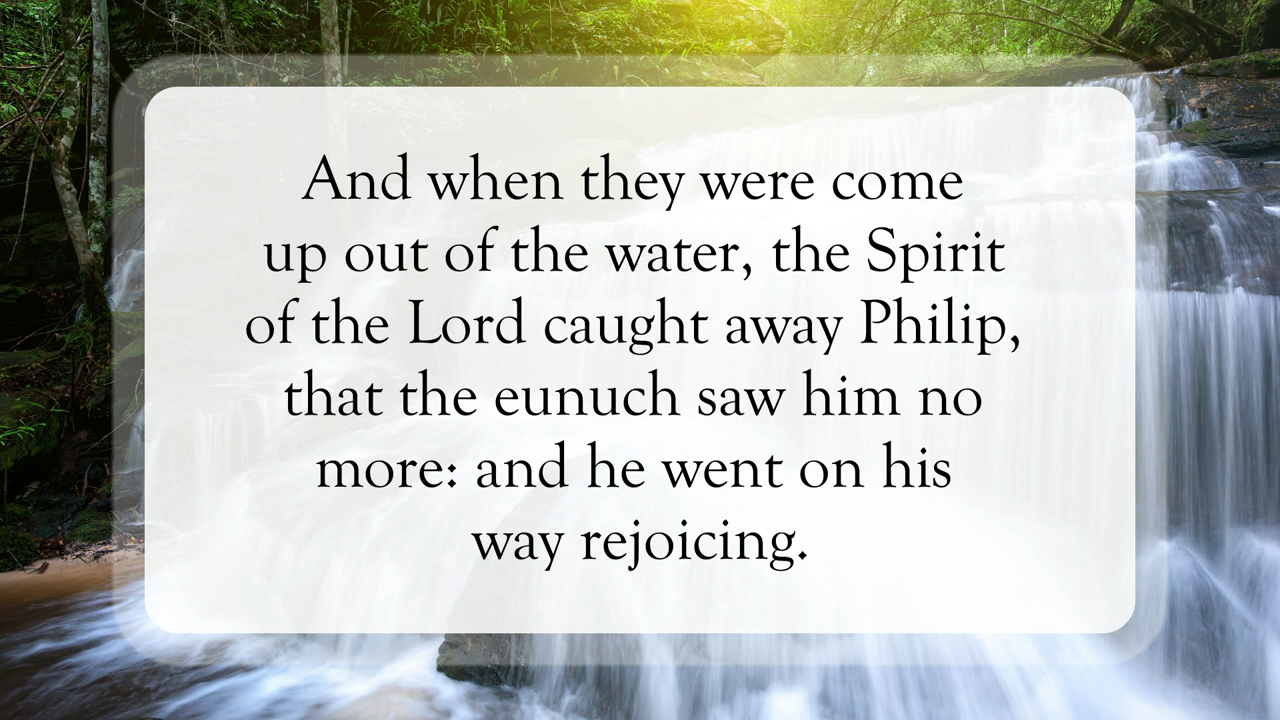 And when they were come
up out of the water, the Spirit
of the Lord caught away Philip,
that the eunuch saw him no
more: and he went on his
way rejoicing.